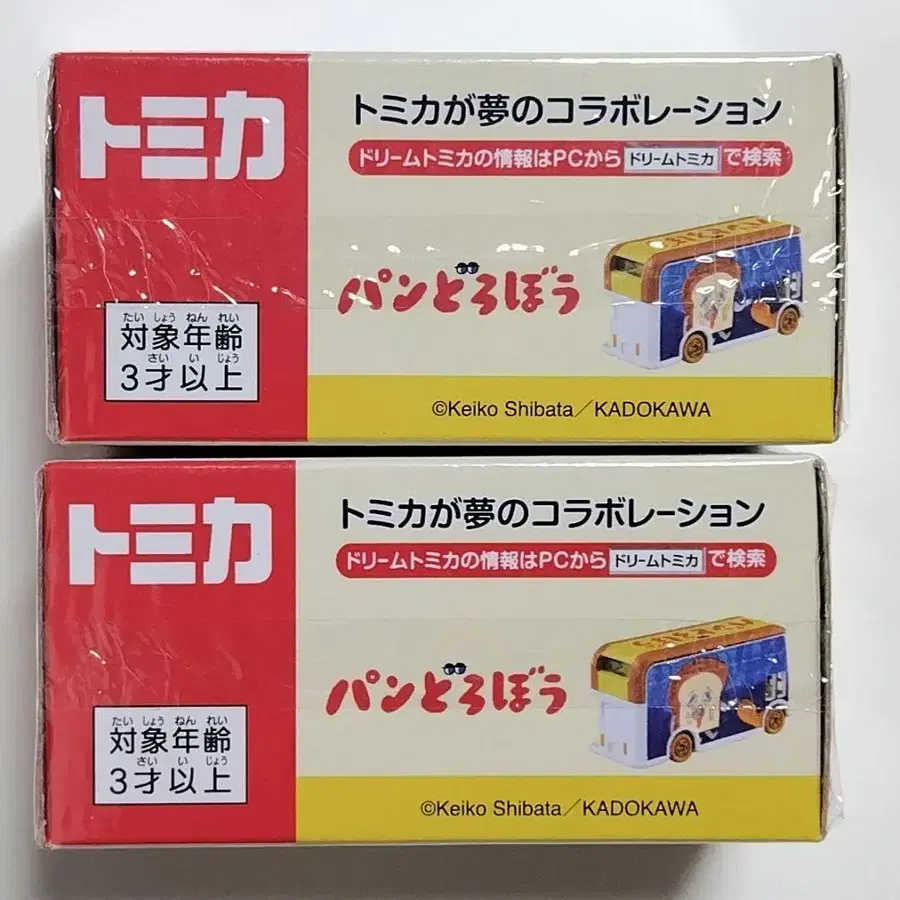 トミカ
トミカが夢のコラボレーション
ドリームトミカの情報はPCからドリームトミカで検索
パンどろぼう
たいしょうねんれい
対象年齢
さいいじょう
3才以上
©Keiko Shibata／KADOKAWA
トミカ
トミカが夢のコラボレーション
ドリームトミカの情報はPCからドリームトミカで検索
パンどろぼう
たいしょうねんれい
対象年齢
さいいじょう
3才以上
©Keiko Shibata／KADOKAWA